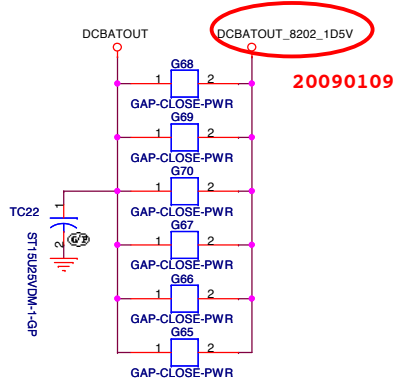 DCBATOUT DCBATOUT_8202_1D5V
20090109
G68
1 2
GAP-CLOSE-PWR
G69
1 2
GAP-CLOSE-PWR
G70
1 2
GAP-CLOSE-PWR
TC22
1
2
ST15U25VDM-1-GP
G67
1 2
GAP-CLOSE-PWR
G66
1 2
GAP-CLOSE-PWR
G65
1 2
GAP-CLOSE-PWR